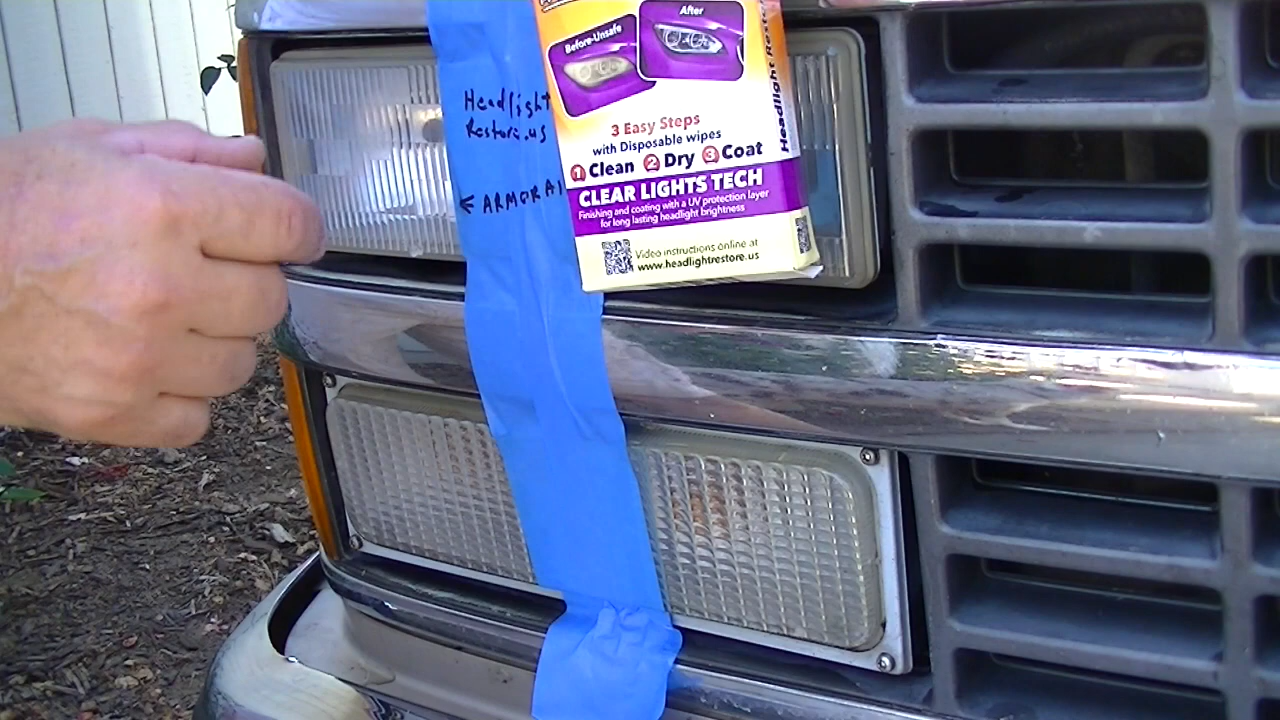 After
Before-Unsafe
3 Easy Steps
with Disposable wipes
1 Clean 2 Dry 3 Coat
CLEAR LIGHTS TECH
Finishing and coating with a UV protection layer
for long lasting headlight brightness
Video instructions online at
www.headlightrestore.us
Headlight
Headlight
Restore.us
< ARMORAL